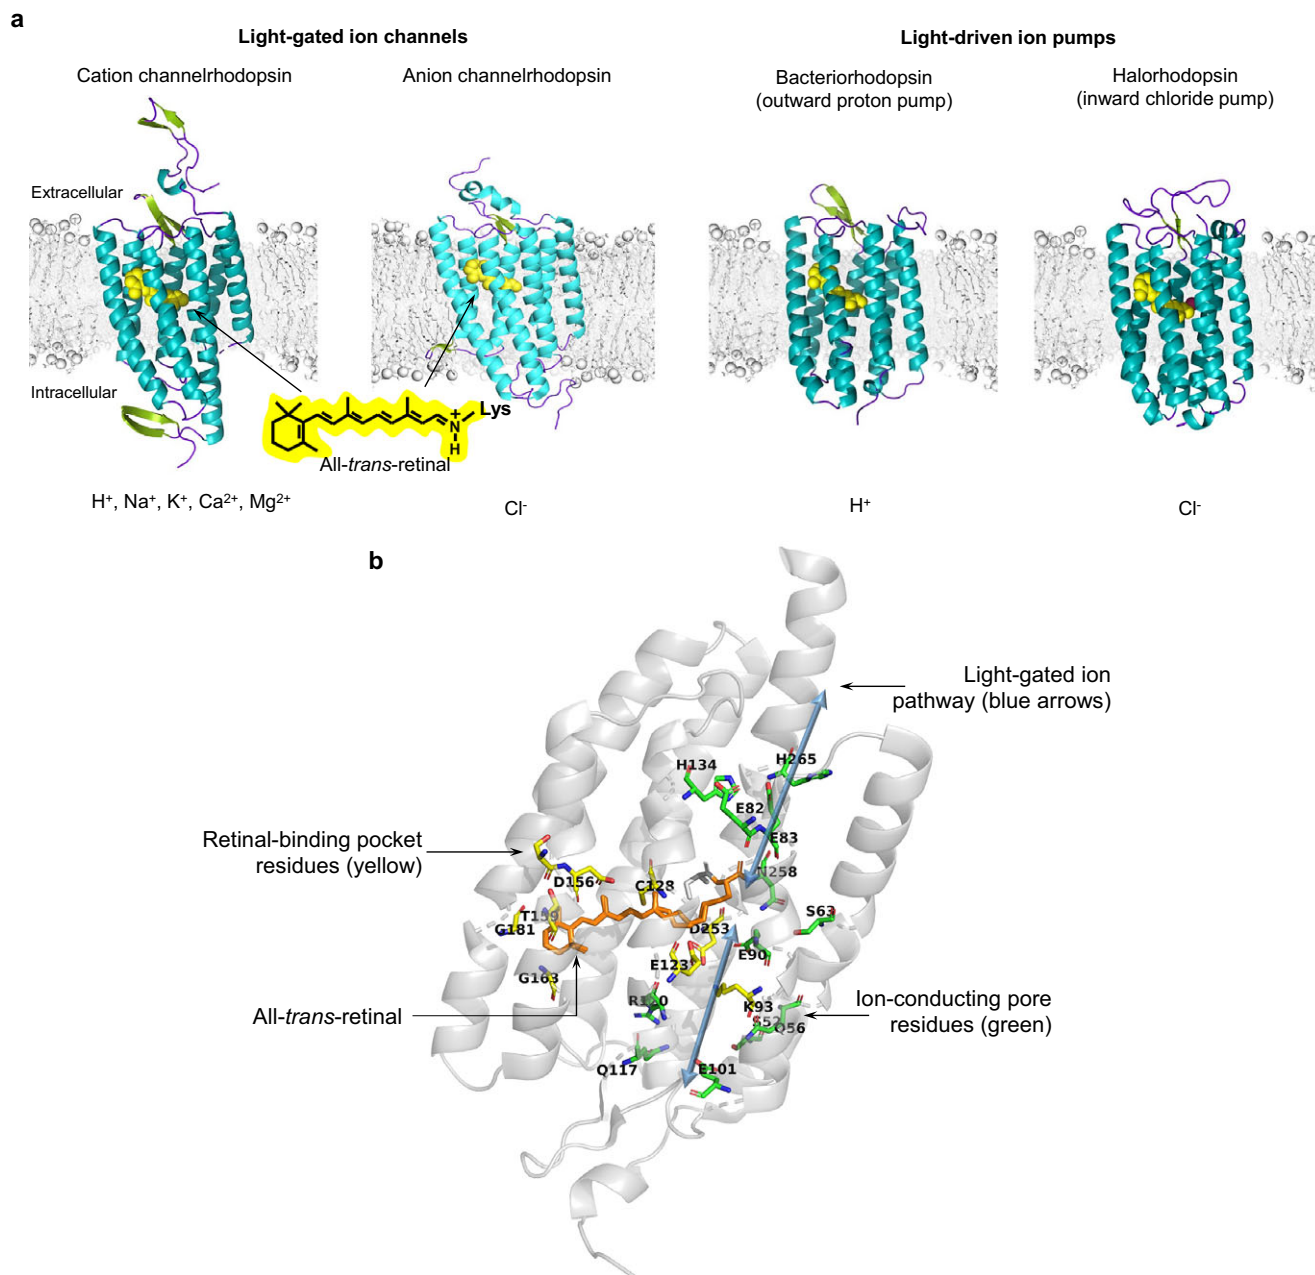 a
Light-gated ion channels
Light-driven ion pumps
Cation channelrhodopsin
Anion channelrhodopsin
Bacteriorhodopsin
(outward proton pump)
Halorhodopsin
(inward chloride pump)
Extracellular
Intracellular
Lys
+
N
H
All-trans-retinal
H⁺, Na⁺, K⁺, Ca²⁺, Mg²⁺
Cl⁻
H⁺
Cl⁻
b
Light-gated ion
pathway (blue arrows)
H134
H265
E82
E83
Retinal-binding pocket
residues (yellow)
D156
C128
N258
T159
G181
S63
D253
E90
E123
G163
R120
K93
Q56
All-trans-retinal
Ion-conducting pore
residues (green)
Q117
E101